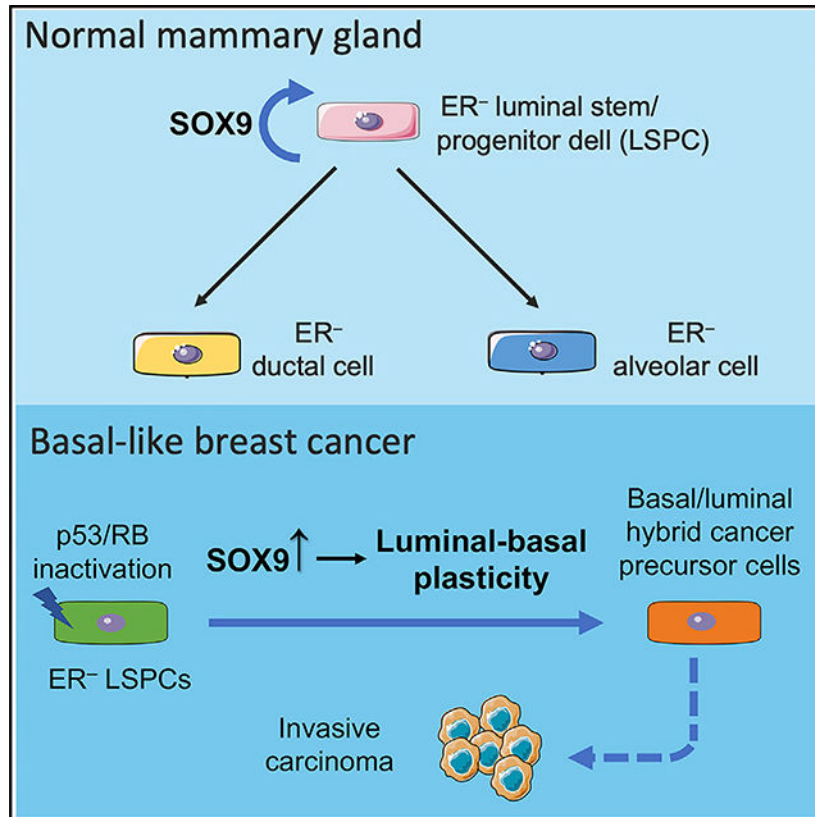 Normal mammary gland
SOX9
ER⁻ luminal stem/
progenitor dell (LSPC)
ER⁻
ductal cell
ER⁻
alveolar cell
Basal-like breast cancer
p53/RB
inactivation
SOX9↑ → Luminal-basal
plasticity
Basal/luminal
hybrid cancer
precursor cells
ER⁻ LSPCs
Invasive
carcinoma